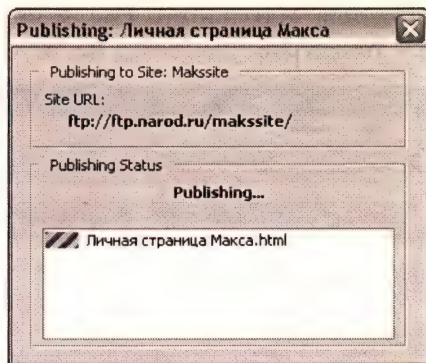 Publishing: Личная страница Макса
Publishing to Site: Makssite
Site URL:
ftp://ftp.narod.ru/makssite/
Publishing Status
Publishing...
Личная страница Макса.html